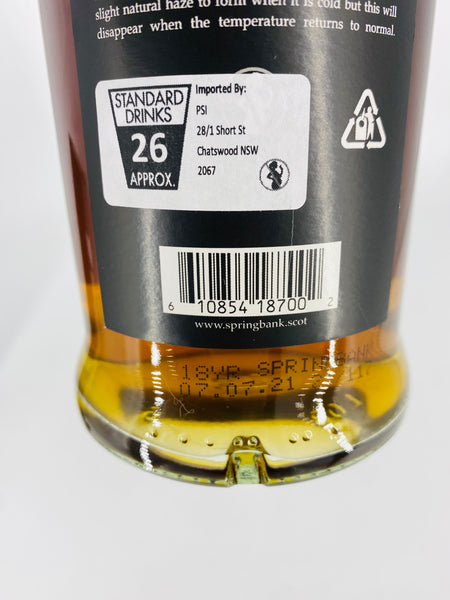 slight natural haze to form when it is cold but this will
disappear when the temperature returns to normal.
STANDARD
DRINKS
26
APPROX.
Imported By:
PSI
28/1 Short St
Chatswood NSW
2067
6 10854 18700 2
www.springbank.scot
18YR SPRINGBANK
07.07.21